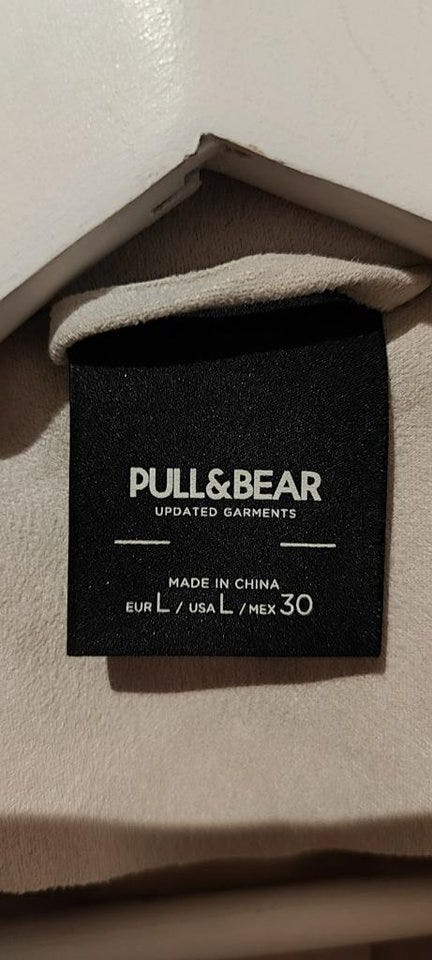 PULL&BEAR
UPDATED GARMENTS
MADE IN CHINA
EUR L / USA L / MEX 30